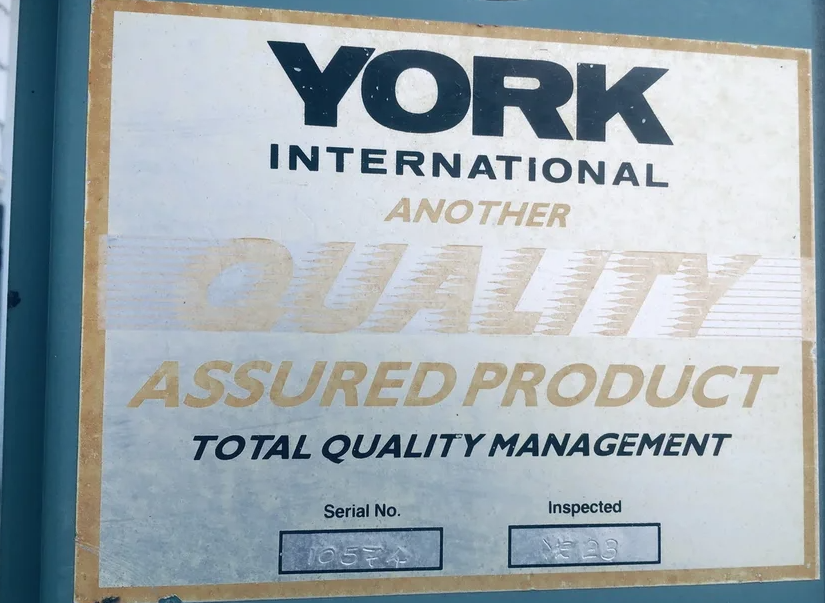 YORK
INTERNATIONAL
ANOTHER
QUALITY
ASSURED PRODUCT
TOTAL QUALITY MANAGEMENT
Serial No. Inspected